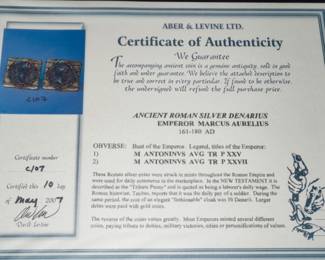 ABER & LEVINE LTD.
Certificate of Authenticity
We Guarantee
The accompanying ancient coin is a genuine antiquity, sold in good
faith and under guarantee. We believe the attached description to
be true and correct in every particular. If found to be otherwise
the undersigned will refund the full purchase price.
C107
ANCIENT ROMAN SILVER DENARIUS
EMPEROR MARCUS AURELIUS
161-180 AD
OBVERSE: Bust of the Emperor. Legend, titles of the Emperor:
1) M ANTONINVS AVG TR P XXV
2) M ANTONINVS AVG TR P XXVII
Certificate number
C107
Certified this 10 day
of May 2007
David Levine
These Roman silver coins were struck in mints throughout the Roman Empire and
were used for daily commerce in the marketplace. In the NEW TESTAMENT it is
described as the "Tribute Penny" and is quoted as being a laborer's daily wage. The
Roman historian, Tacitus, reports that it was the daily pay of a soldier. During
the same period, the cost of an elegant "fashionable" cloak was 70 Denarii. Larger
debts were paid with gold coins.
The reverse of the coins varies greatly. Most Emperors minted several different
coins, paying tribute to deities, military victories, cities or personifications of values.